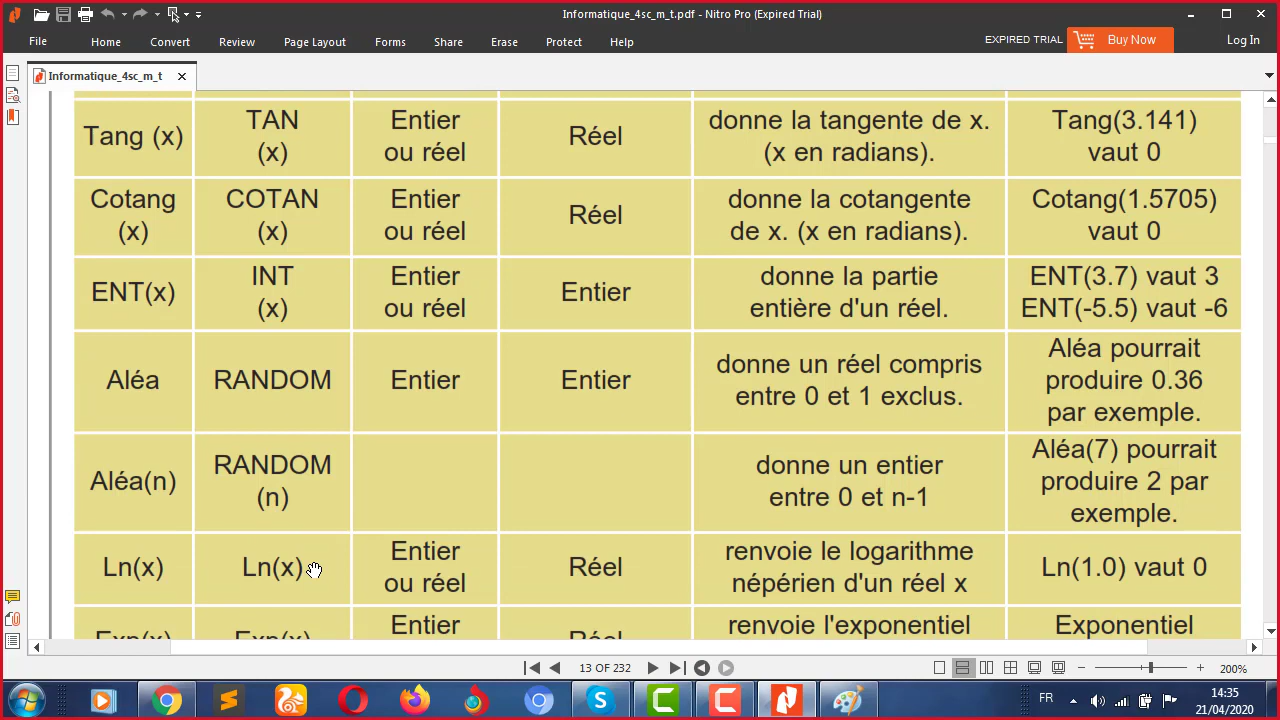 Informatique_4sc_m_t.pdf - Nitro Pro (Expired Trial)
File Home Convert Review Page Layout Forms Share Erase Protect Help EXPIRED TRIAL Buy Now Log In
Informatique_4sc_m_t
Tang (x)
TAN
(x)
Entier
ou réel
Réel
donne la tangente de x.
(x en radians).
Tang(3.141)
vaut 0
Cotang
(x)
COTAN
(x)
Entier
ou réel
Réel
donne la cotangente
de x. (x en radians).
Cotang(1.5705)
vaut 0
ENT(x)
INT
(x)
Entier
ou réel
Entier
donne la partie
entière d'un réel.
ENT(3.7) vaut 3
ENT(-5.5) vaut -6
Aléa
RANDOM
Entier
Entier
donne un réel compris
entre 0 et 1 exclus.
Aléa pourrait
produire 0.36
par exemple.
Aléa(n)
RANDOM
(n)
donne un entier
entre 0 et n-1
Aléa(7) pourrait
produire 2 par
exemple.
Ln(x)
Ln(x)
Entier
ou réel
Réel
renvoie le logarithme
népérien d'un réel x
Ln(1.0) vaut 0
Exp(x)
Exp(x)
Entier
Réel
renvoie l'exponentiel
Exponentiel
13 OF 232
200%
FR
14:35
21/04/2020